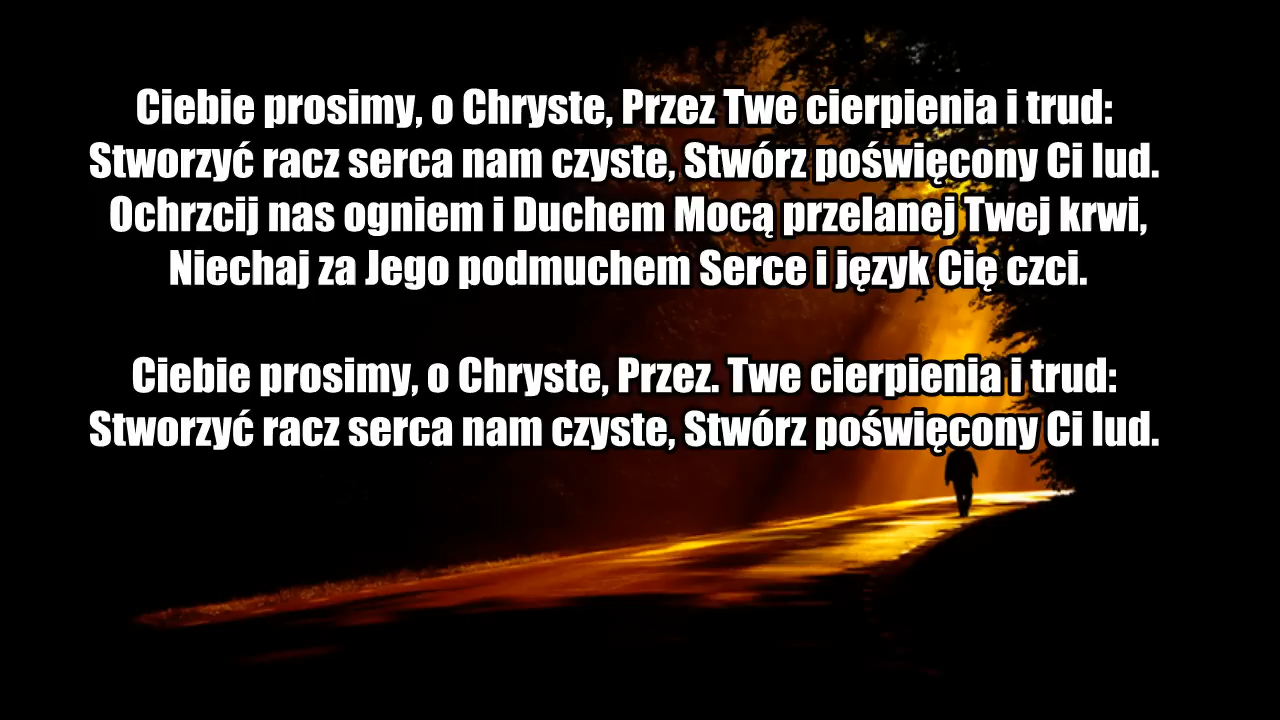 Ciebie prosimy, o Chryste, Przez Twe cierpienia i trud:
Stworzyć racz serca nam czyste, Stwórz poświęcony Ci lud.
Ochrzcij nas ogniem i Duchem Mocą przelanej Twej krwi,
Niechaj za Jego podmuchem Serce i język Cię czci.
Ciebie prosimy, o Chryste, Przez. Twe cierpienia i trud:
Stworzyć racz serca nam czyste, Stwórz poświęcony Ci lud.